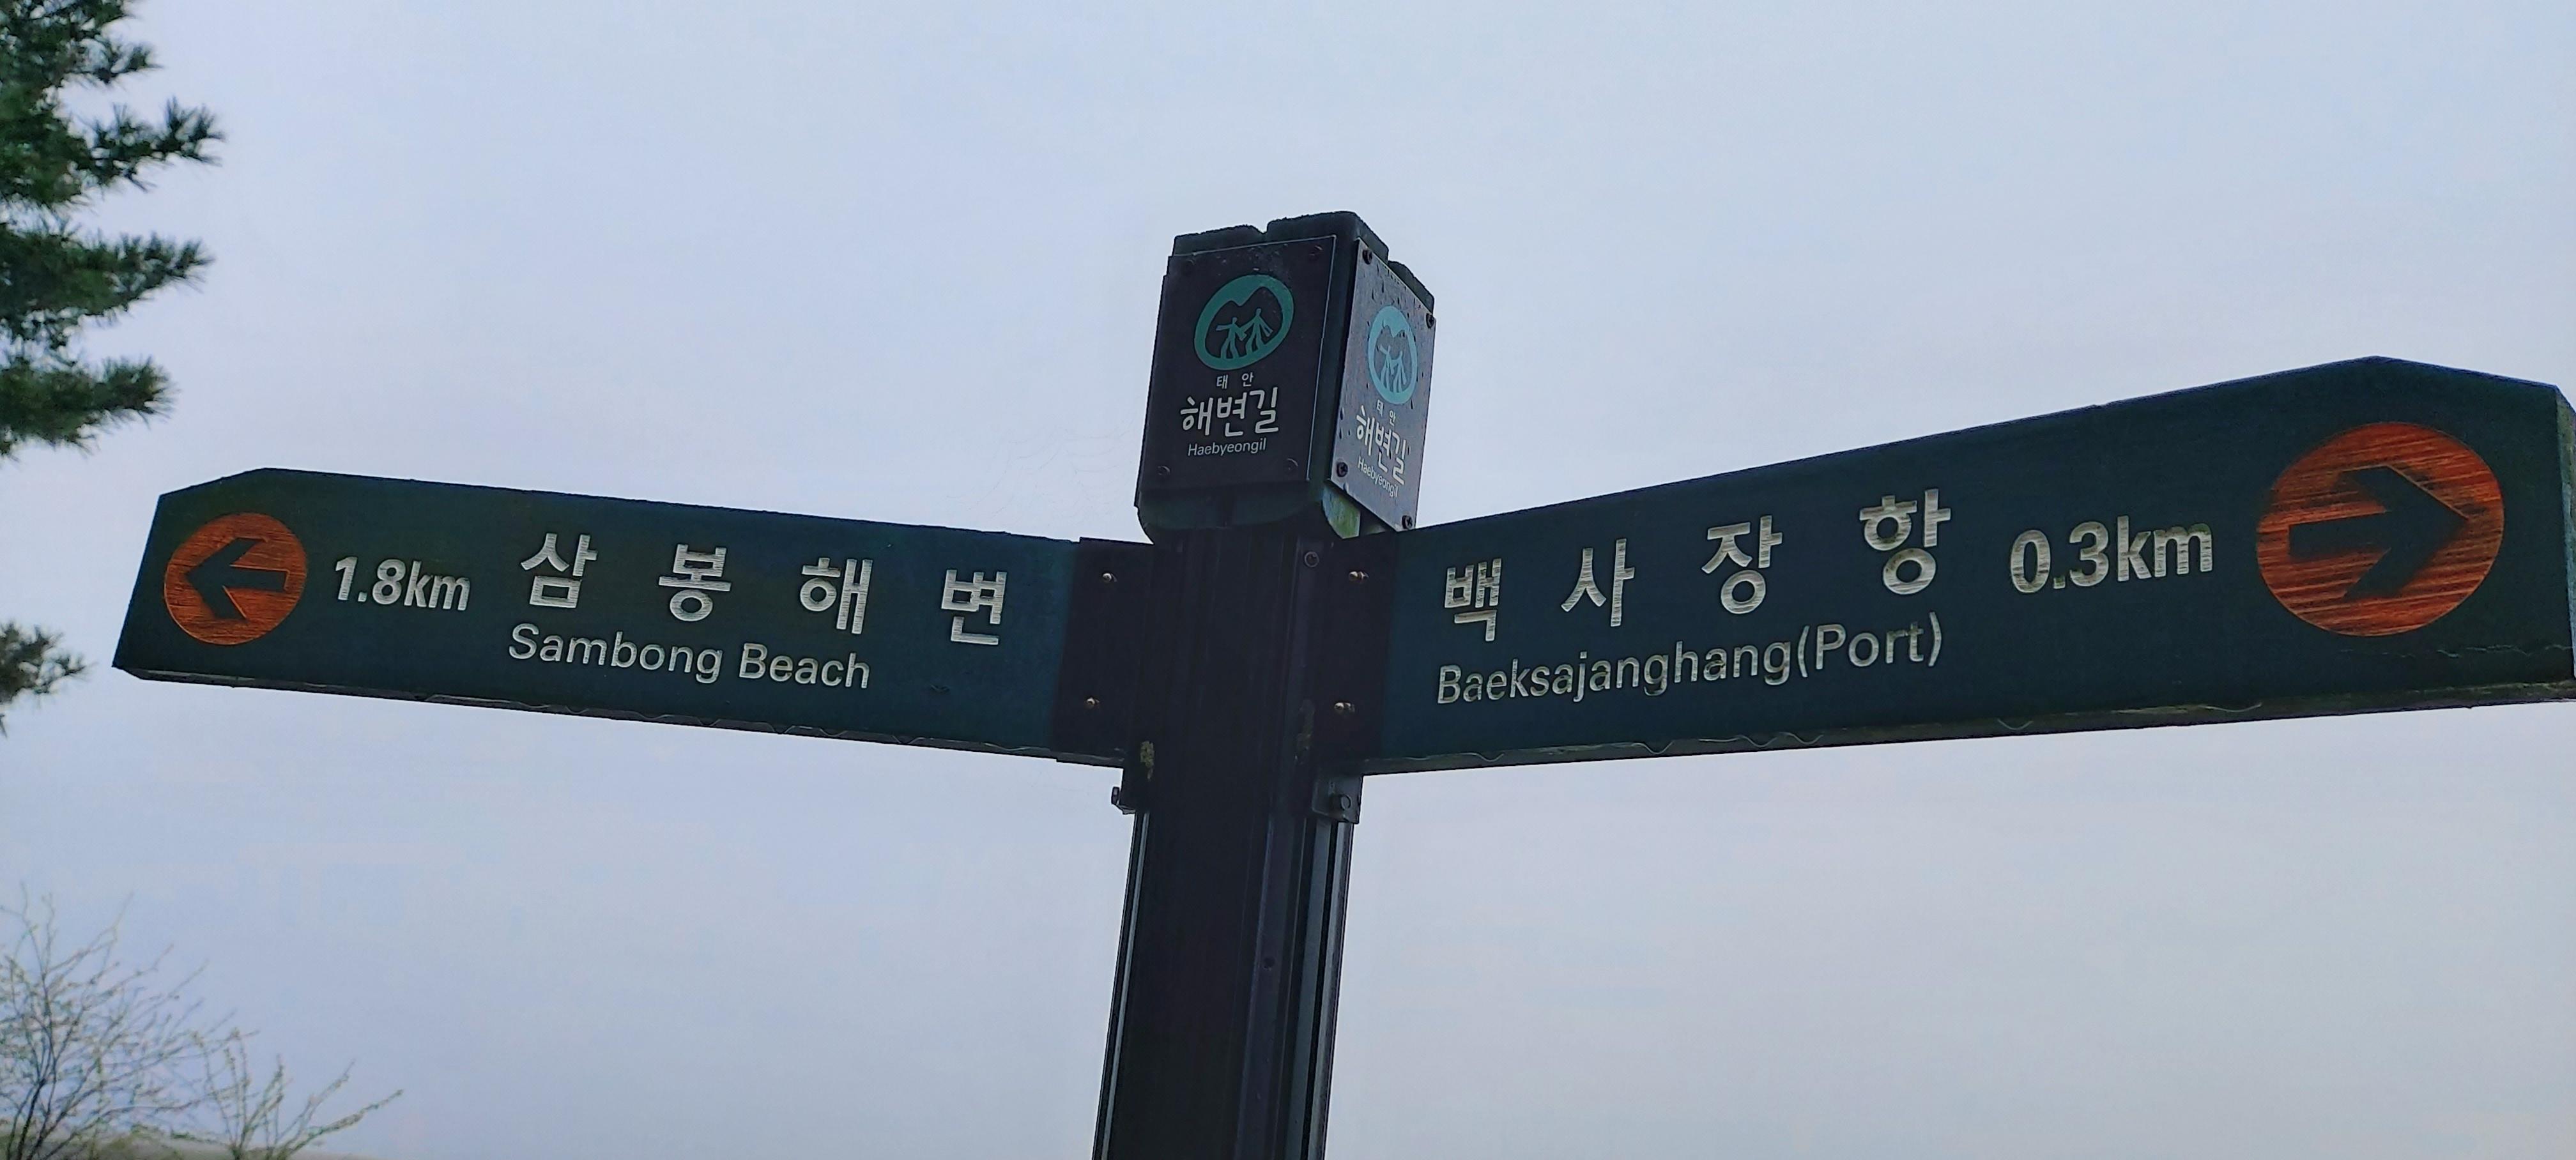 태 안
해변길
Haebyeongil
태 안
해변길
Haebyeongil
1.8km 삼 봉 해 변
Sambong Beach
백 사 장 항 0.3km
Baeksajanghang(Port)